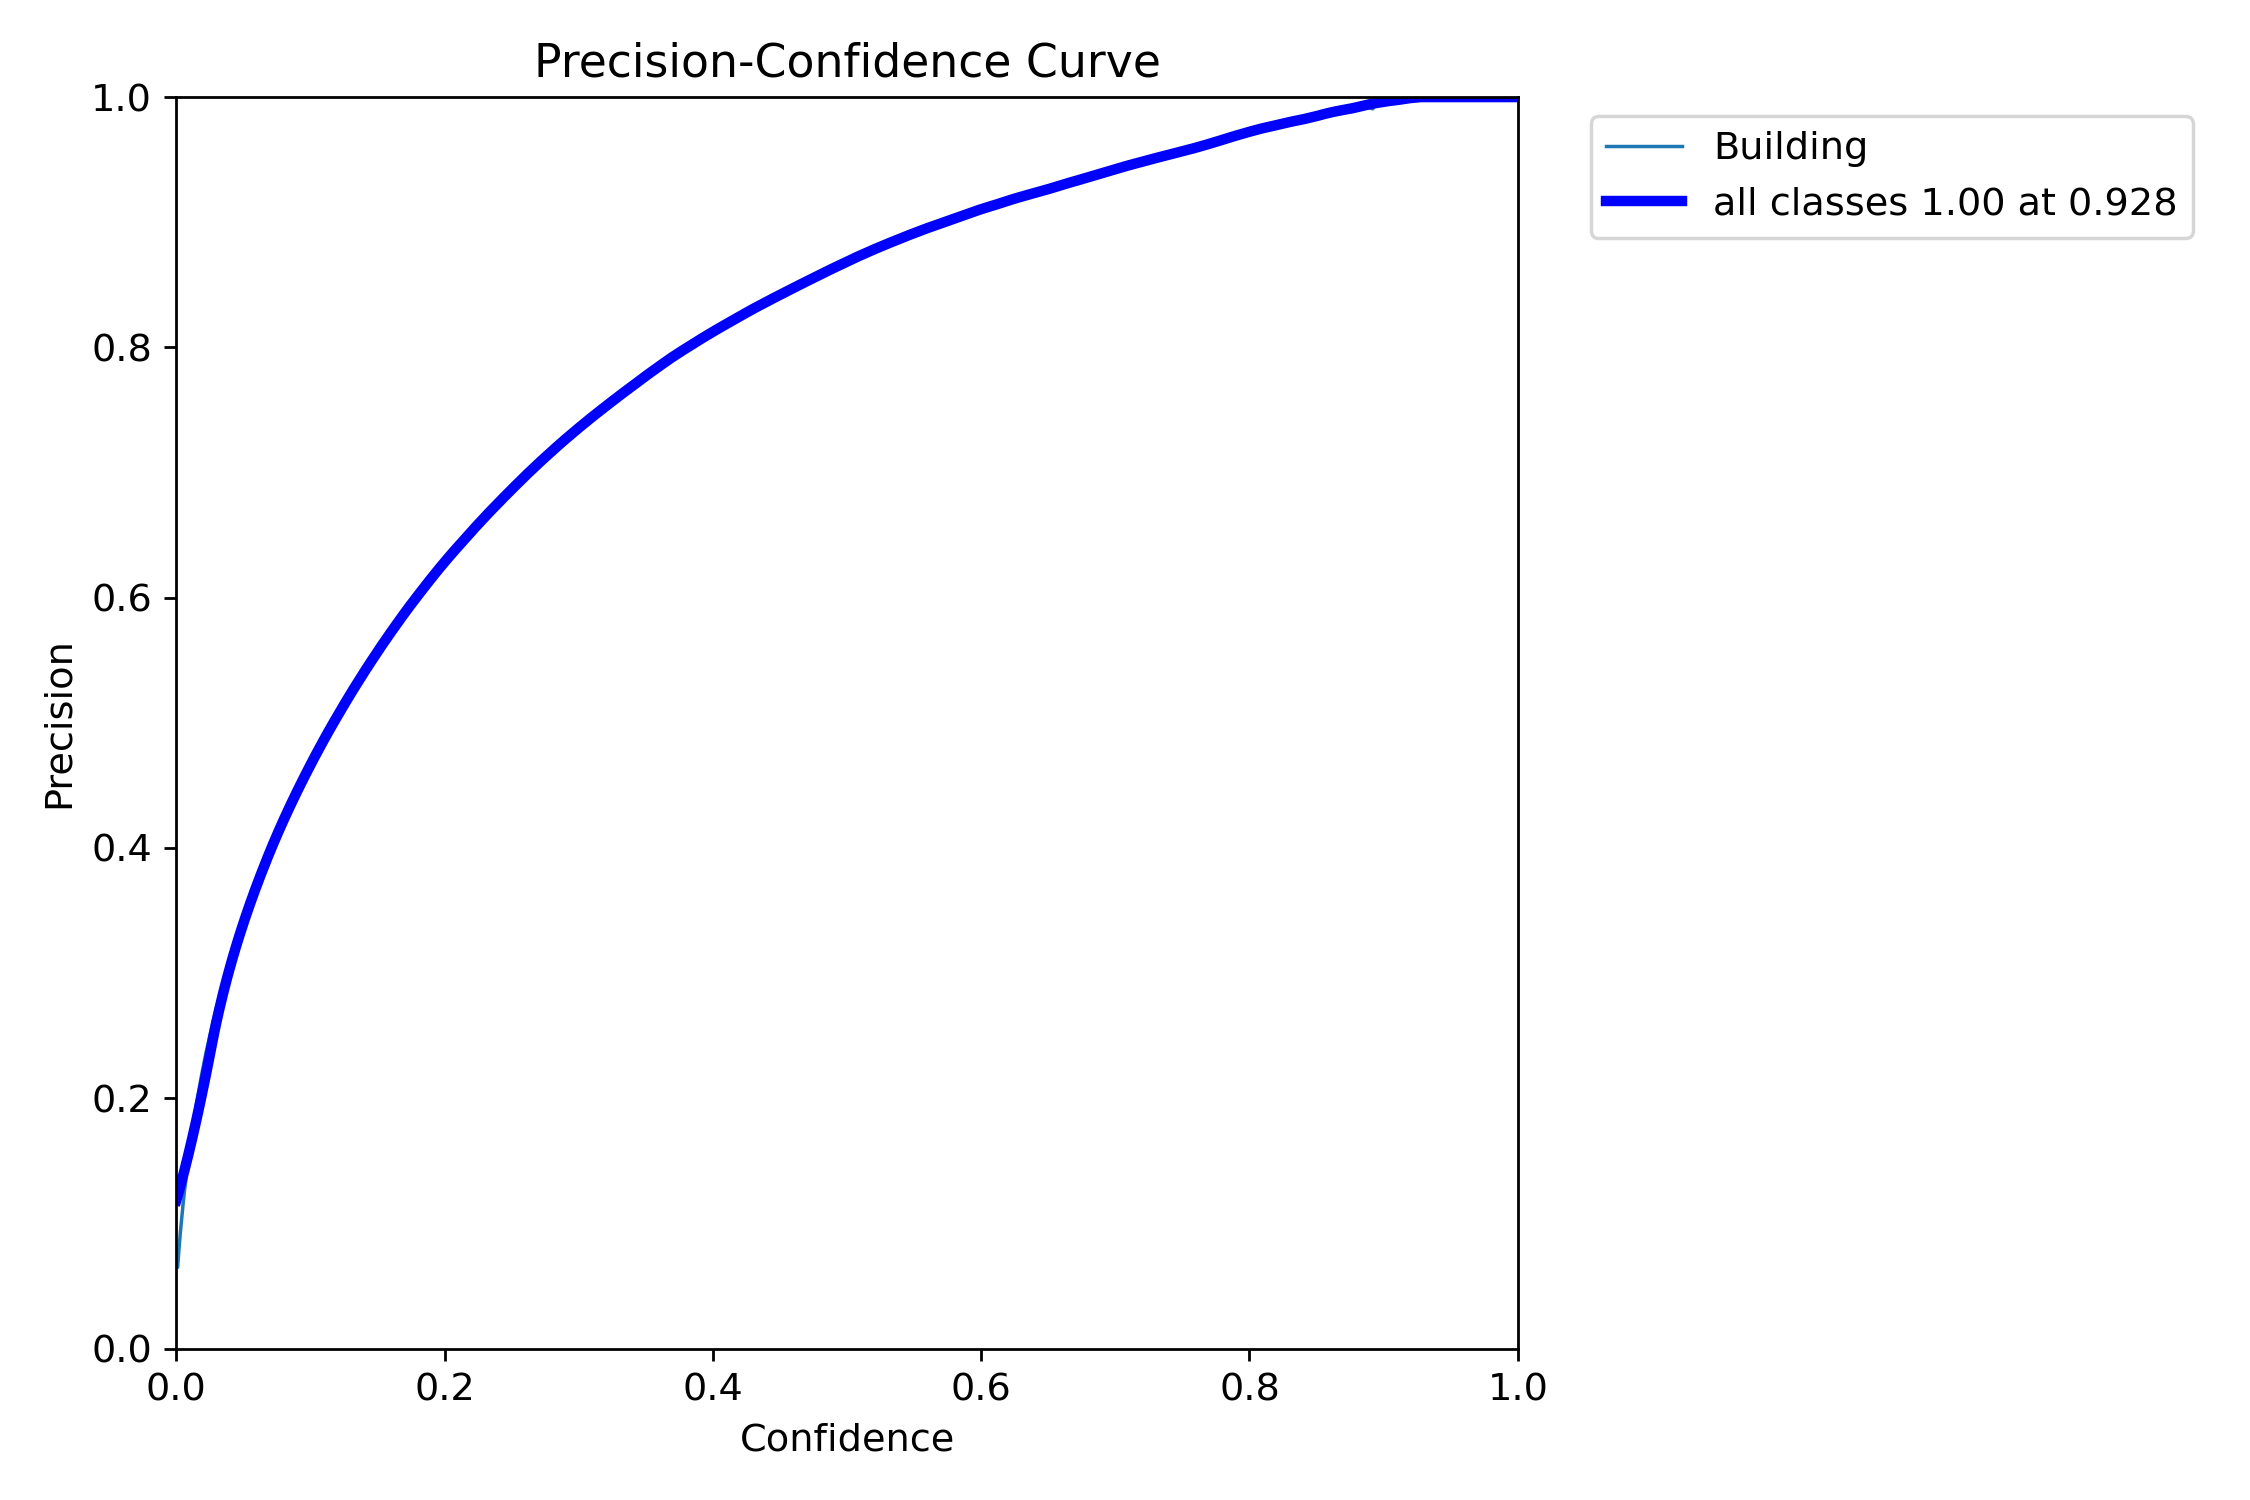 Precision-Confidence Curve
1.0
0.8
0.6
0.4
0.2
0.0
Precision
0.0 0.2 0.4 0.6 0.8 1.0
Confidence
Building
all classes 1.00 at 0.928